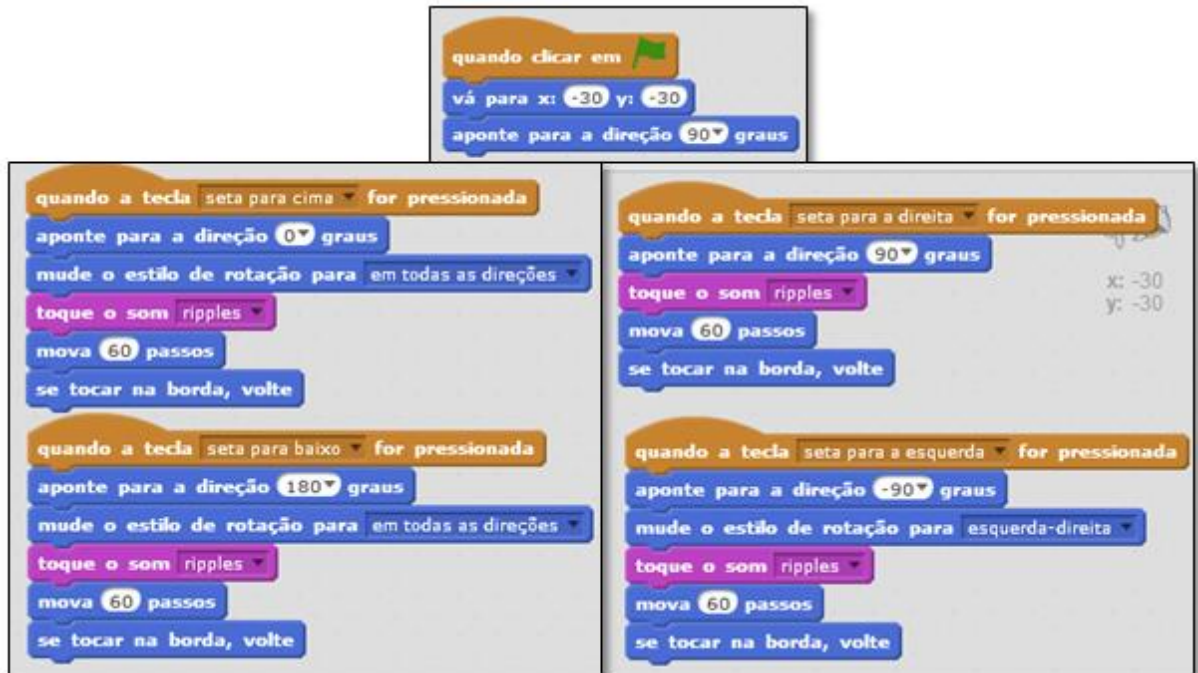 quando clicar em
vá para x: -30 y: -30
aponte para a direção 90 graus
quando a tecla seta para cima for pressionada
aponte para a direção 0 graus
mude o estilo de rotação para em todas as direções
toque o som ripples
mova 60 passos
se tocar na borda, volte
quando a tecla seta para baixo for pressionada
aponte para a direção 180 graus
mude o estilo de rotação para em todas as direções
toque o som ripples
mova 60 passos
se tocar na borda, volte
quando a tecla seta para a direita for pressionada
aponte para a direção 90 graus
toque o som ripples
mova 60 passos
se tocar na borda, volte
x: -30
y: -30
quando a tecla seta para a esquerda for pressionada
aponte para a direção -90 graus
mude o estilo de rotação para esquerda-direita
toque o som ripples
mova 60 passos
se tocar na borda, volte